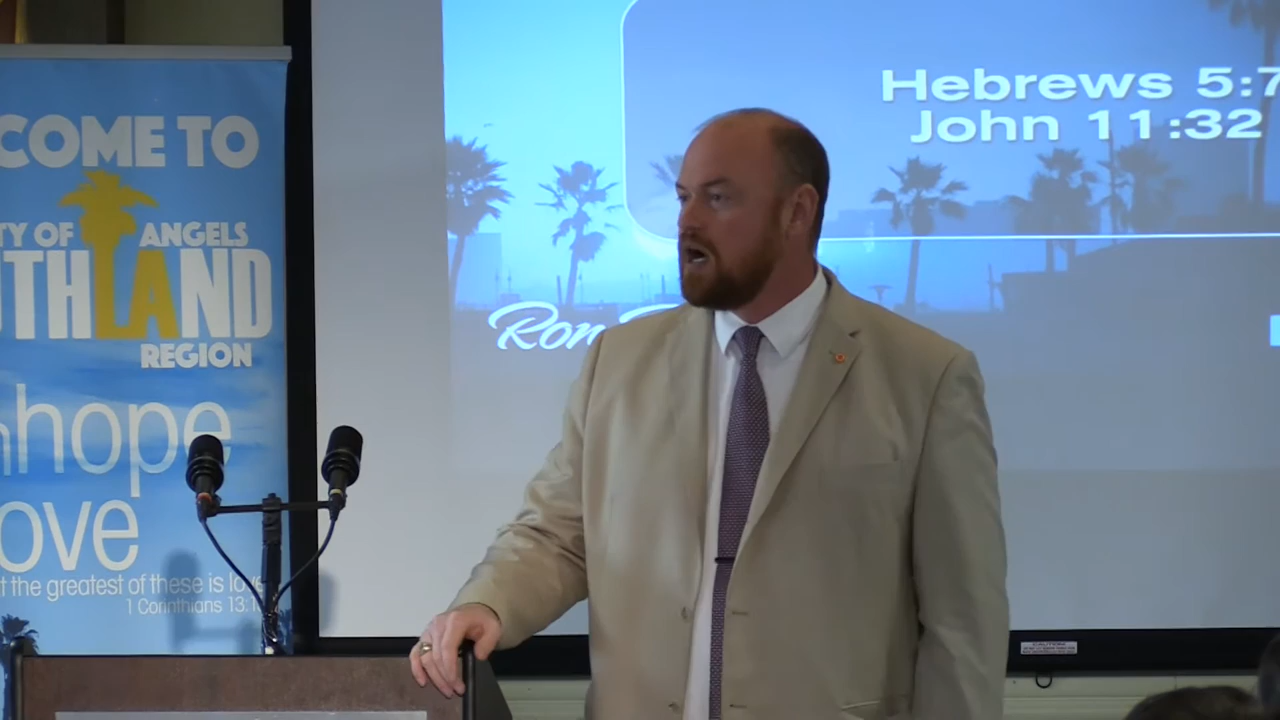 COME TO
TY OF ANGELS
UTHLAND
REGION
hope
ove
t the greatest of these is love
1 Corinthians 13:1
Hebrews 5:7
John 11:32
Ron
CAUTION!